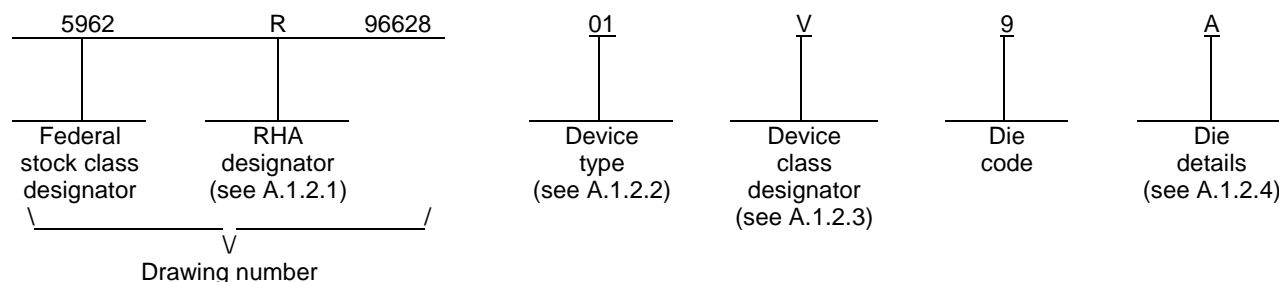 5962 R 96628 01 V 9 A
Federal stock class designator
RHA designator (see A.1.2.1)
Device type (see A.1.2.2)
Device class designator (see A.1.2.3)
Die code
Die details (see A.1.2.4)
Drawing number